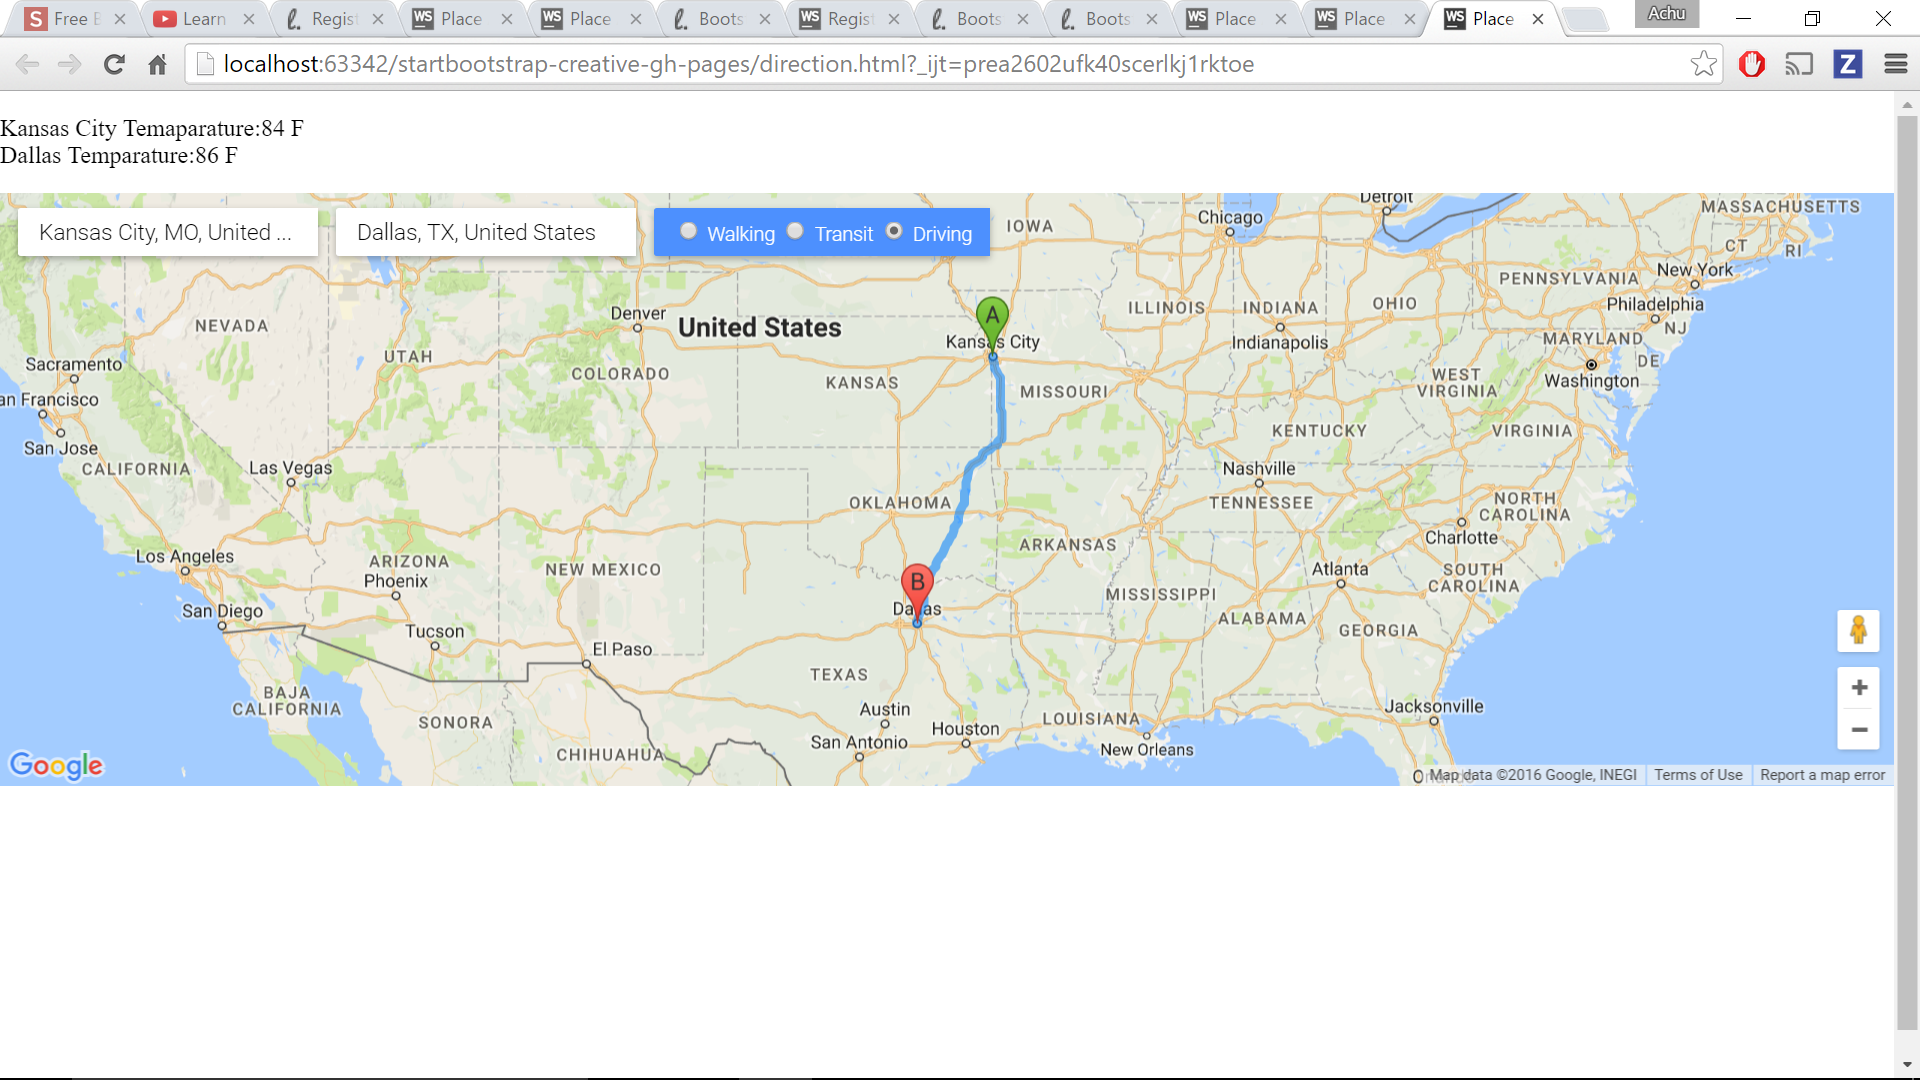 Free B
Learn
Regist
Place
Place
Boots
Regist
Boots
Boots
Place
Place
Place
Achu
localhost:63342/startbootstrap-creative-gh-pages/direction.html?_ijt=prea2602ufk40scerlkj1rktoe
Kansas City Temaparature:84 F
Dallas Temparature:86 F
Kansas City, MO, United ...
Dallas, TX, United States
Walking Transit Driving
Detroit
MASSACHUSETTS
IOWA
Chicago
CT
RI
PENNSYLVANIA
New York
Philadelphia
NJ
ILLINOIS
INDIANA
OHIO
Denver
United States
NEVADA
Kansas City
Indianapolis
MARYLAND
DE
UTAH
Sacramento
COLORADO
KANSAS
MISSOURI
WEST
VIRGINIA
Washington
an Francisco
San Jose
KENTUCKY
VIRGINIA
CALIFORNIA
Las Vegas
Nashville
OKLAHOMA
TENNESSEE
NORTH
CAROLINA
Charlotte
Los Angeles
ARIZONA
Phoenix
NEW MEXICO
ARKANSAS
Atlanta
SOUTH
CAROLINA
MISSISSIPPI
San Diego
Dallas
ALABAMA
GEORGIA
Tucson
El Paso
TEXAS
BAJA
CALIFORNIA
SONORA
Austin
LOUISIANA
Jacksonville
Houston
San Antonio
New Orleans
CHIHUAHUA
A
B
Google
Map data ©2016 Google, INEGI
Terms of Use
Report a map error